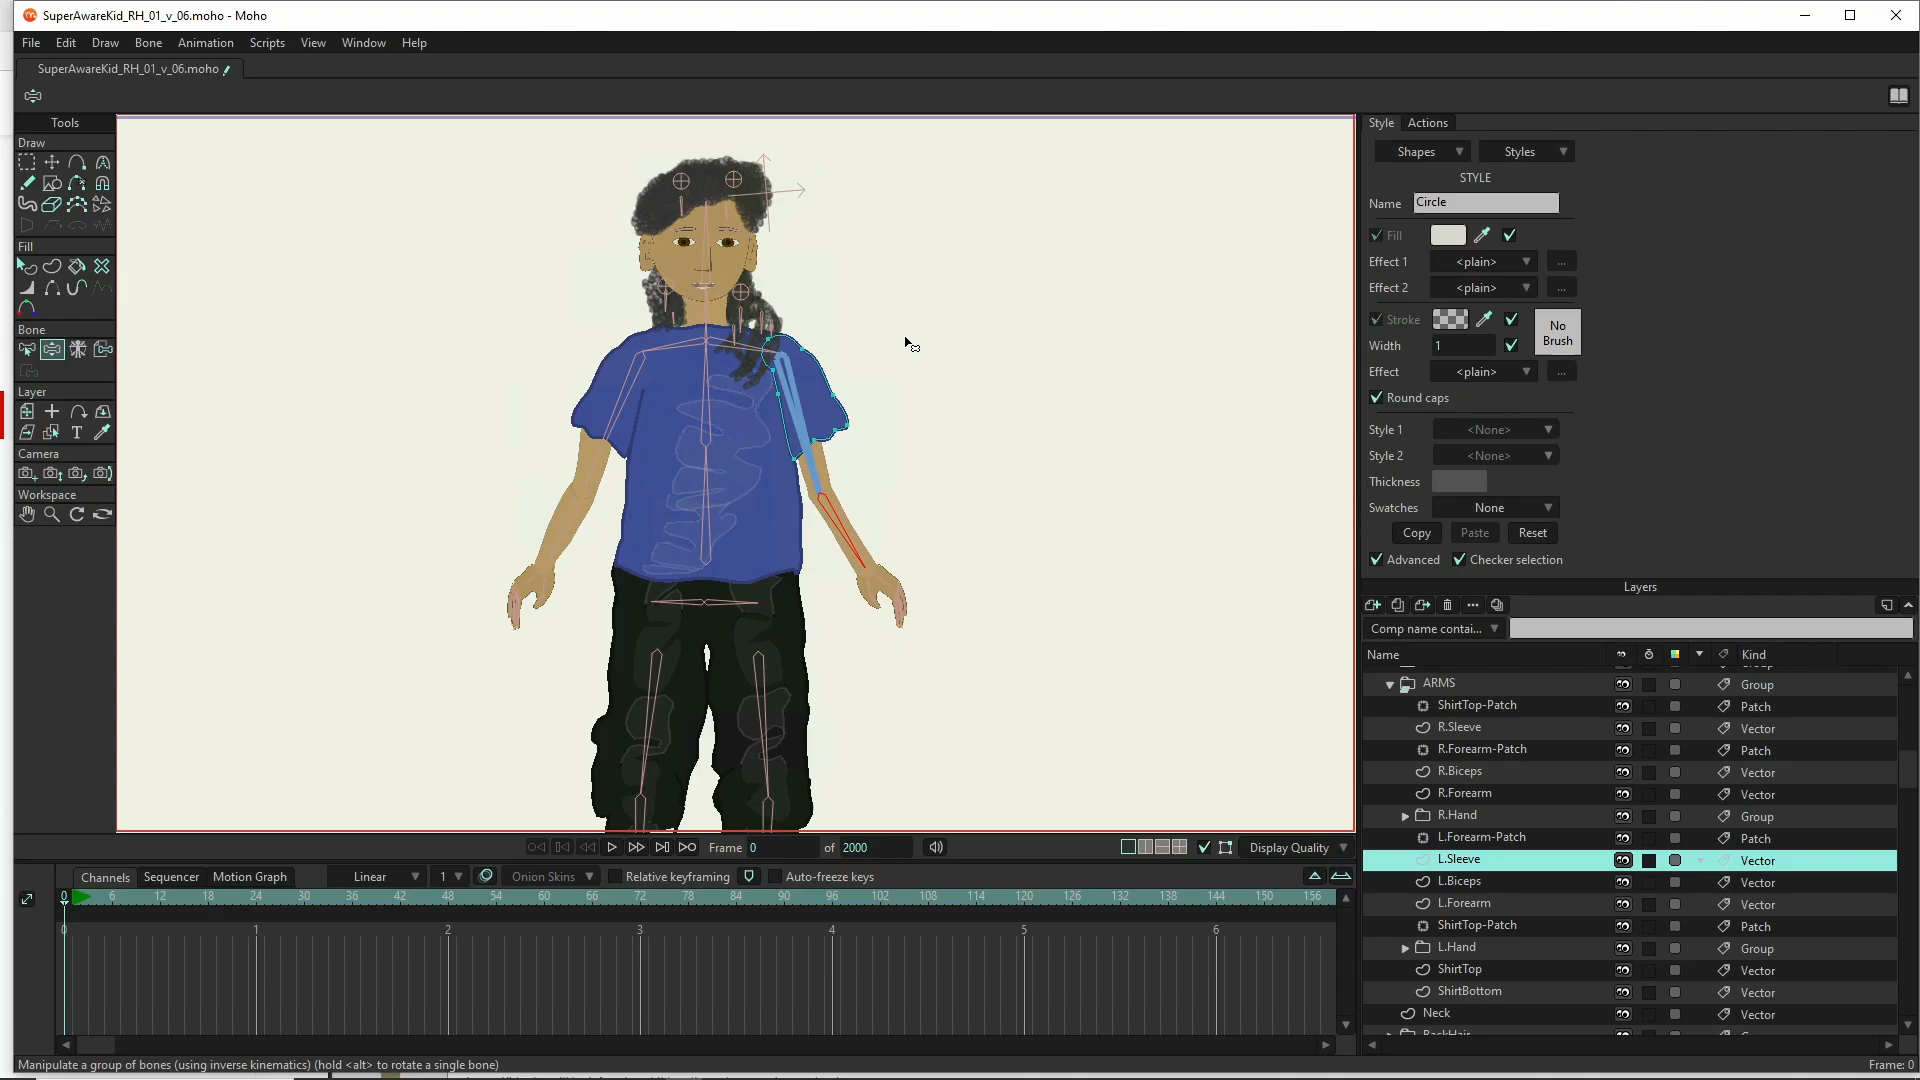 SuperAwareKid_RH_01_v_06.moho - Moho
File Edit Draw Bone Animation Scripts View Window Help
SuperAwareKid_RH_01_v_06.moho
Tools
Draw
Fill
Bone
Layer
Camera
Workspace
Style Actions
Shapes Styles
STYLE
Name Circle
Fill
Effect 1 <plain> ...
Effect 2 <plain> ...
Stroke No Brush
Width 1
Effect <plain> ...
Round caps
Style 1 <None>
Style 2 <None>
Thickness
Swatches None
Copy Paste Reset
Advanced Checker selection
Layers
Comp name contai...
Name Kind
ARMS Group
ShirtTop-Patch Patch
R.Sleeve Vector
R.Forearm-Patch Patch
R.Biceps Vector
R.Forearm Vector
R.Hand Group
L.Forearm-Patch Patch
L.Sleeve Vector
L.Biceps Vector
L.Forearm Vector
ShirtTop-Patch Patch
L.Hand Group
ShirtTop Vector
ShirtBottom Vector
Neck Vector
Frame 0 of 2000 Display Quality
Channels Sequencer Motion Graph Linear 1 Onion Skins Relative keyframing Auto-freeze keys
0 6 12 18 24 30 36 42 48 54 60 66 72 78 84 90 96 102 108 114 120 126 132 138 144 150 156
0 1 2 3 4 5 6
Manipulate a group of bones (using inverse kinematics) (hold <alt> to rotate a single bone) Frame: 0